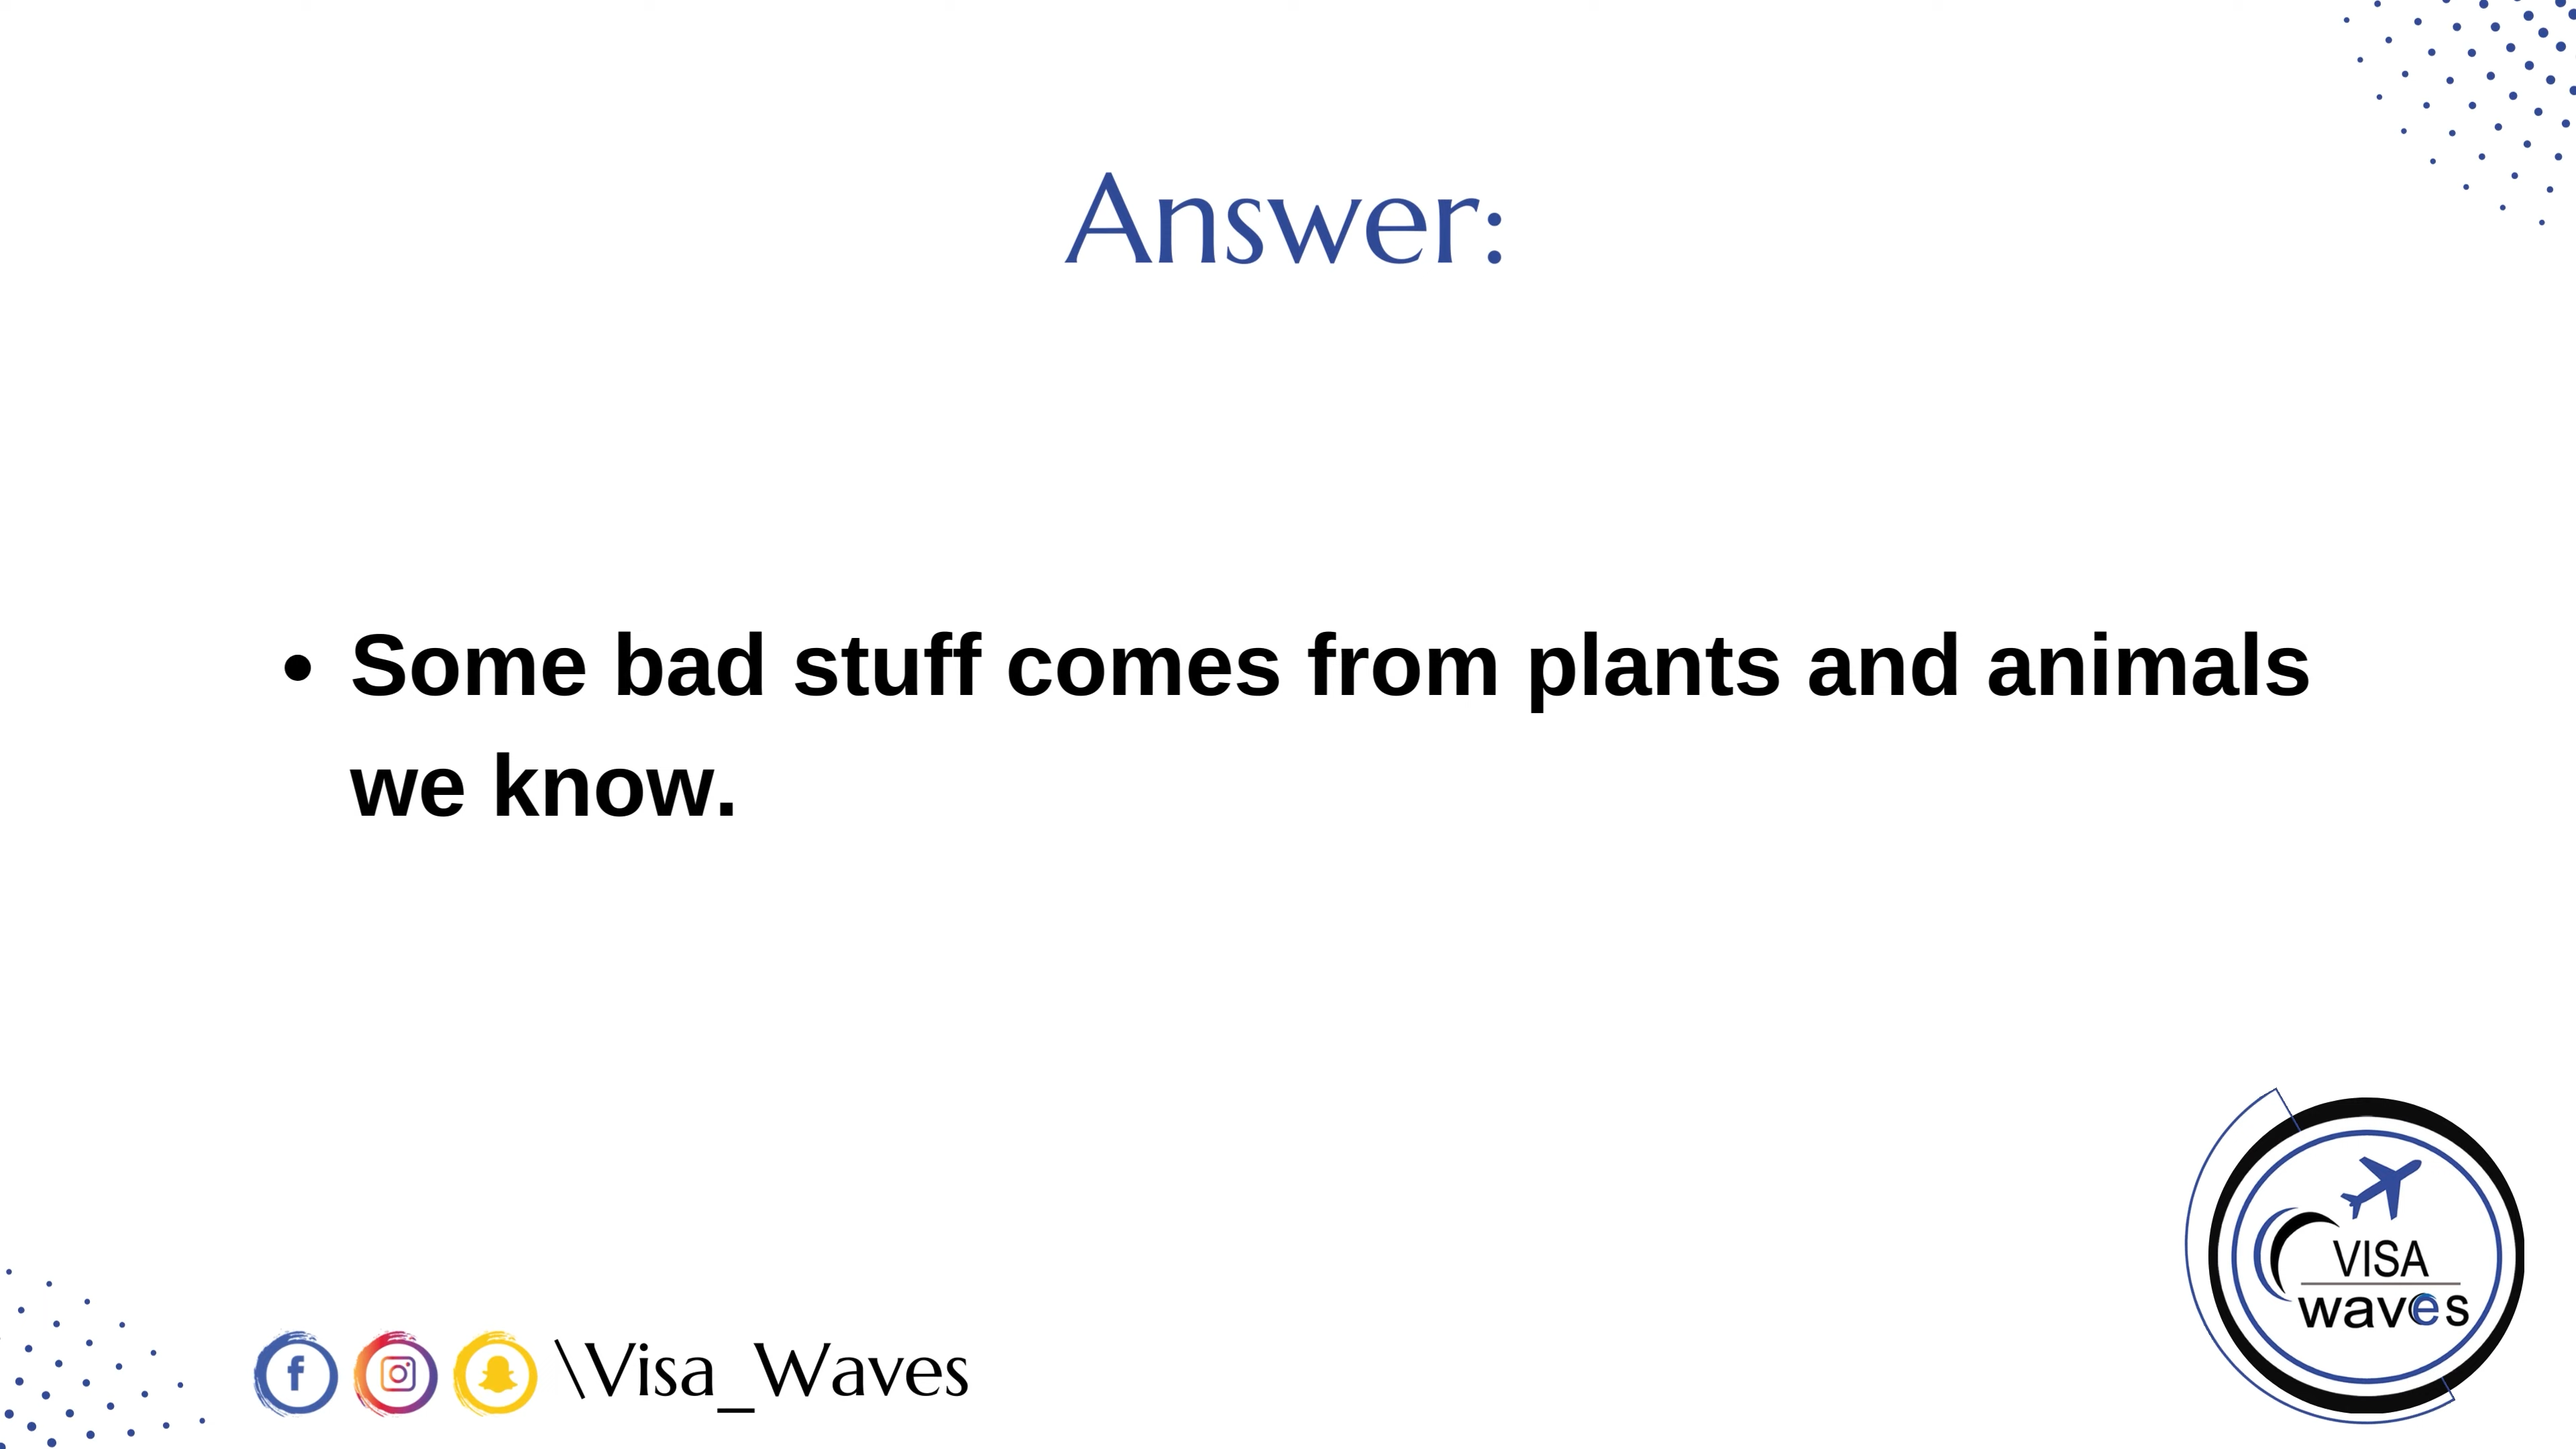 Answer:
• Some bad stuff comes from plants and animals
we know.
VISA
waves
\Visa_Waves